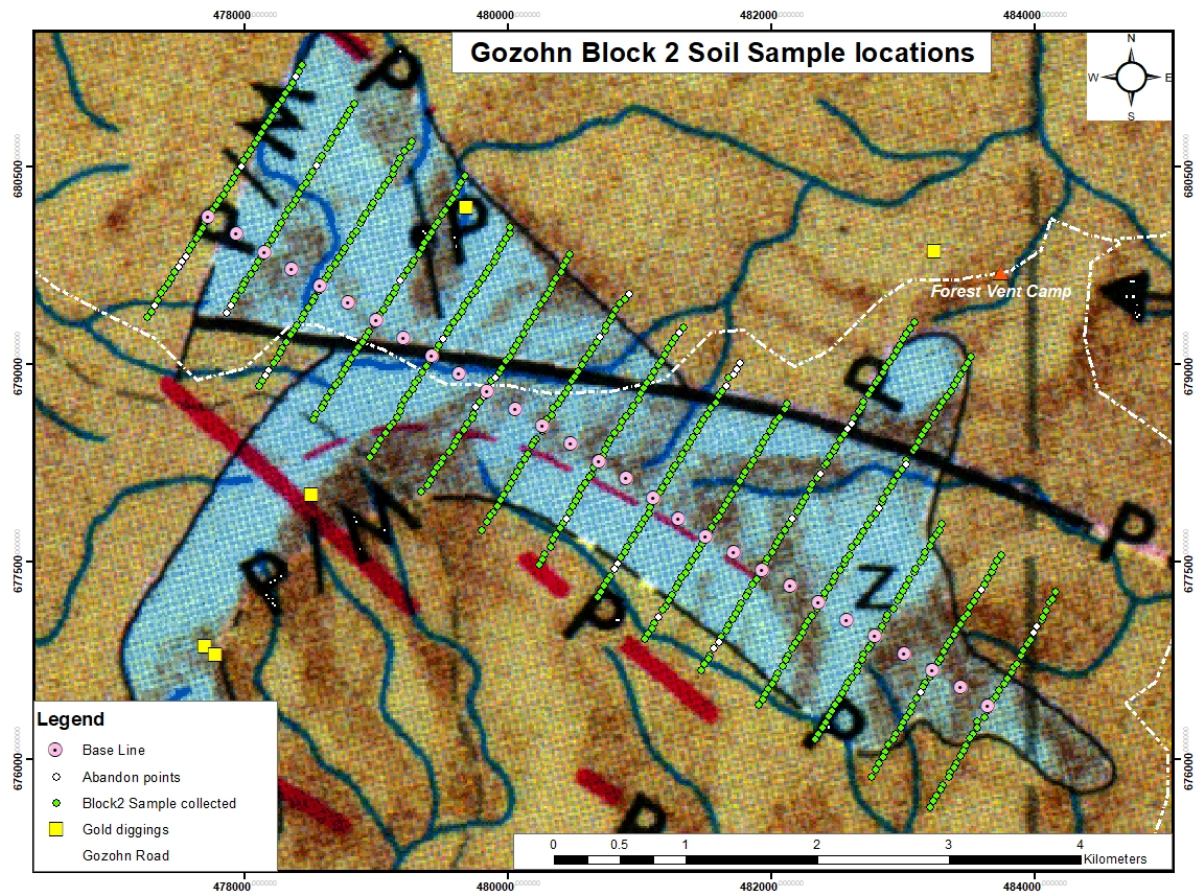 478000 480000 482000 484000
Gozohn Block 2 Soil Sample locations
N
W E
S
P
PIM
680500 680500
P
P
I
P
Forest Vent Camp
679000 679000
P
PIM
P
677500 677500
P
Z
P
676000 676000
P
Legend
Base Line
Abandon points
Block2 Sample collected
Gold diggings
Gozohn Road
0 0.5 1 2 3 4
Kilometers
478000 480000 482000 484000